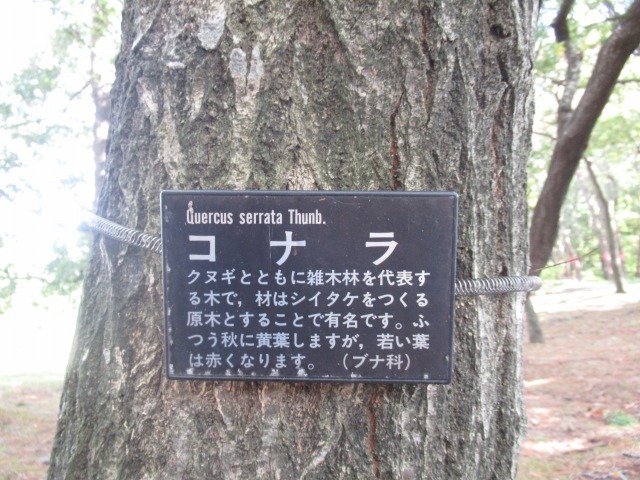 Quercus serrata Thunb.
コナラ
クヌギとともに雑木林を代表す
る木で，材はシイタケをつくる
原木とすることで有名です。ふ
つう秋に黄葉しますが，若い葉
は赤くなります。（ブナ科）